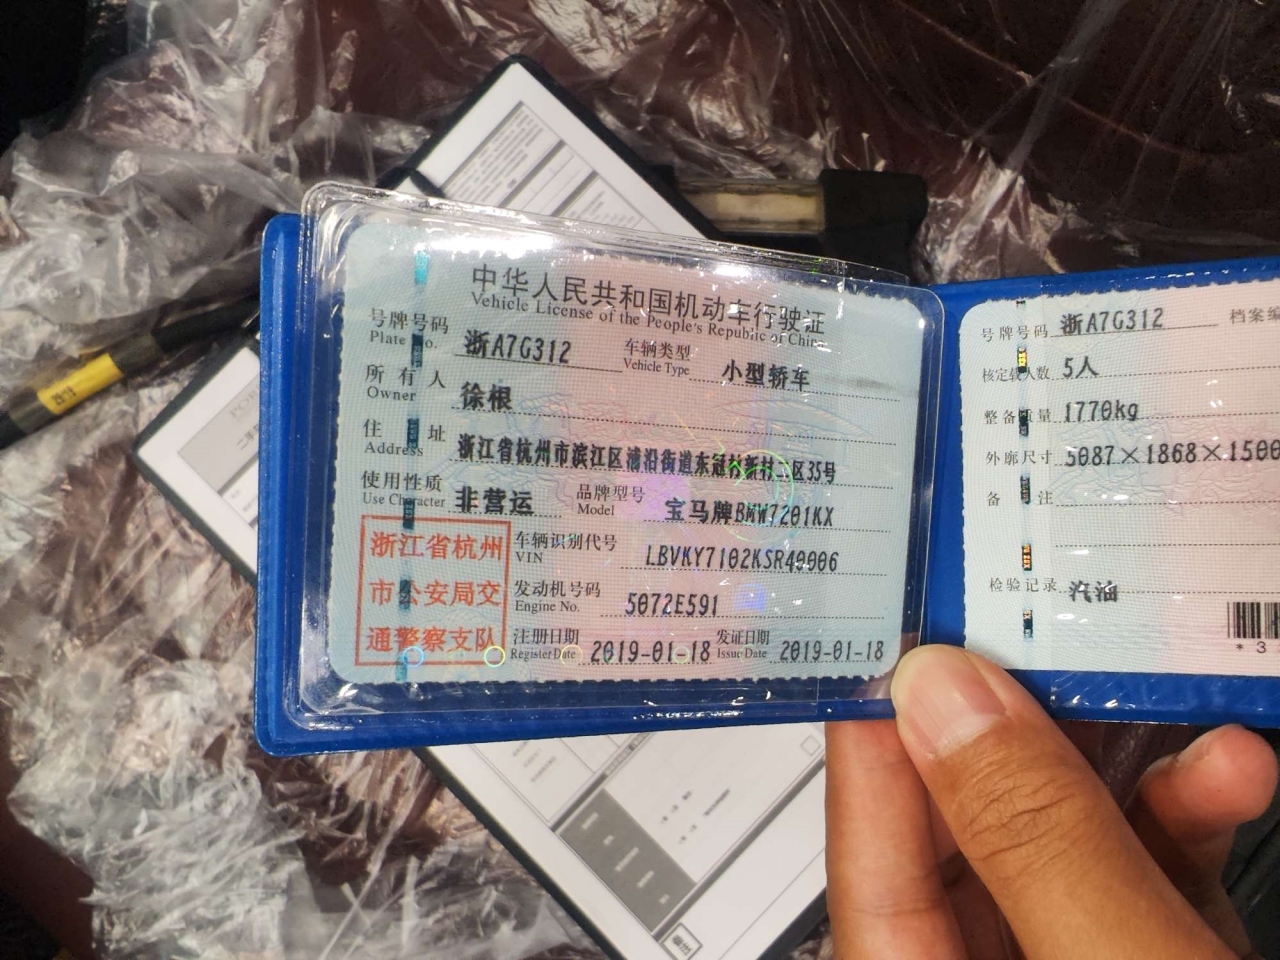 中华人民共和国机动车行驶证
Vehicle License of the People's Republic of China
号牌号码 浙A7G312 车辆类型 小型轿车
Plate No. Vehicle Type
所有人 徐根
Owner
住址 浙江省杭州市滨江区浦沿街道东冠村新村二区35号
Address
使用性质 非营运 品牌型号 宝马牌BMW7201KX
Use Character Model
浙江省杭州
市公安局交
通警察支队
车辆识别代号 LBVKY7102KSR40006
VIN
发动机号码 5072E591
Engine No.
注册日期 2019-01-18 发证日期 2019-01-18
Register Date Issue Date
号牌号码 浙A7G312 档案编
核定载人数 5人
整备质量 1770kg
外廓尺寸 5087×1868×1500
备注
检验记录 汽油
* 3